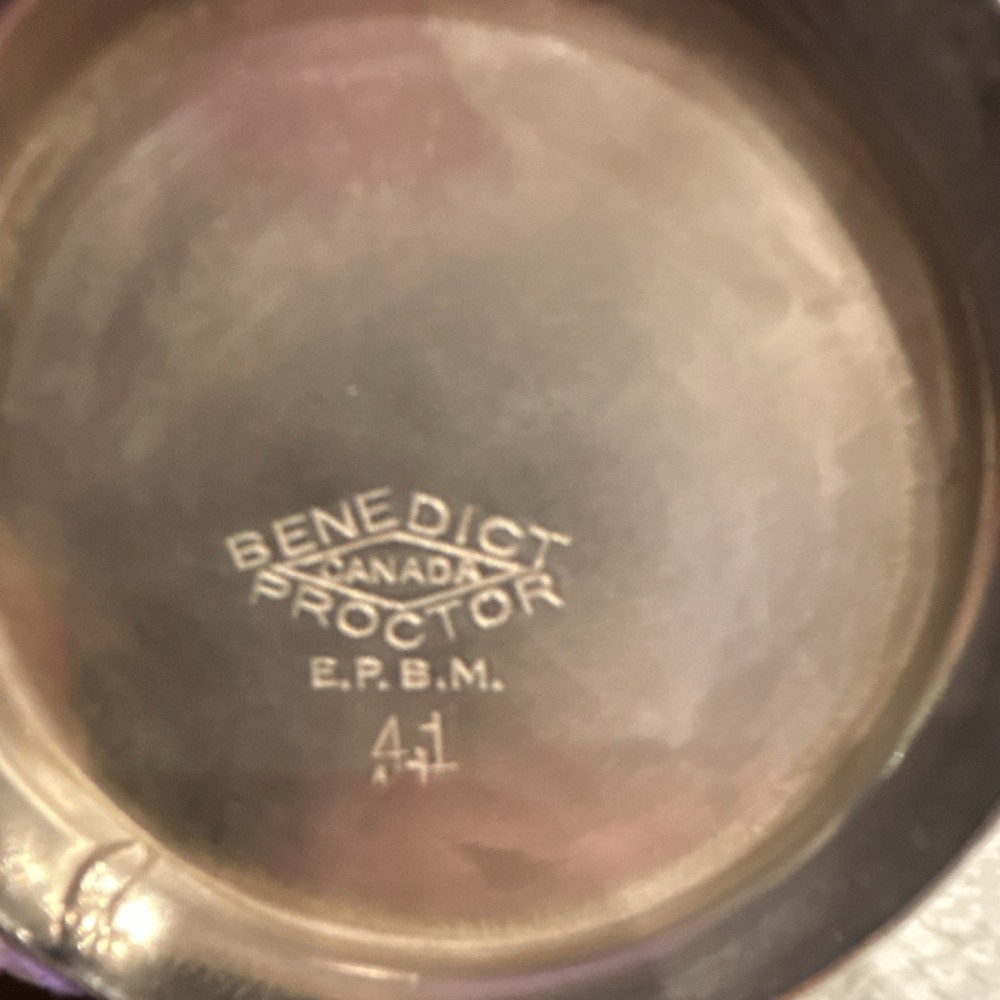 BENEDICT
CANADA
PROCTOR
E.P.B.M.
41